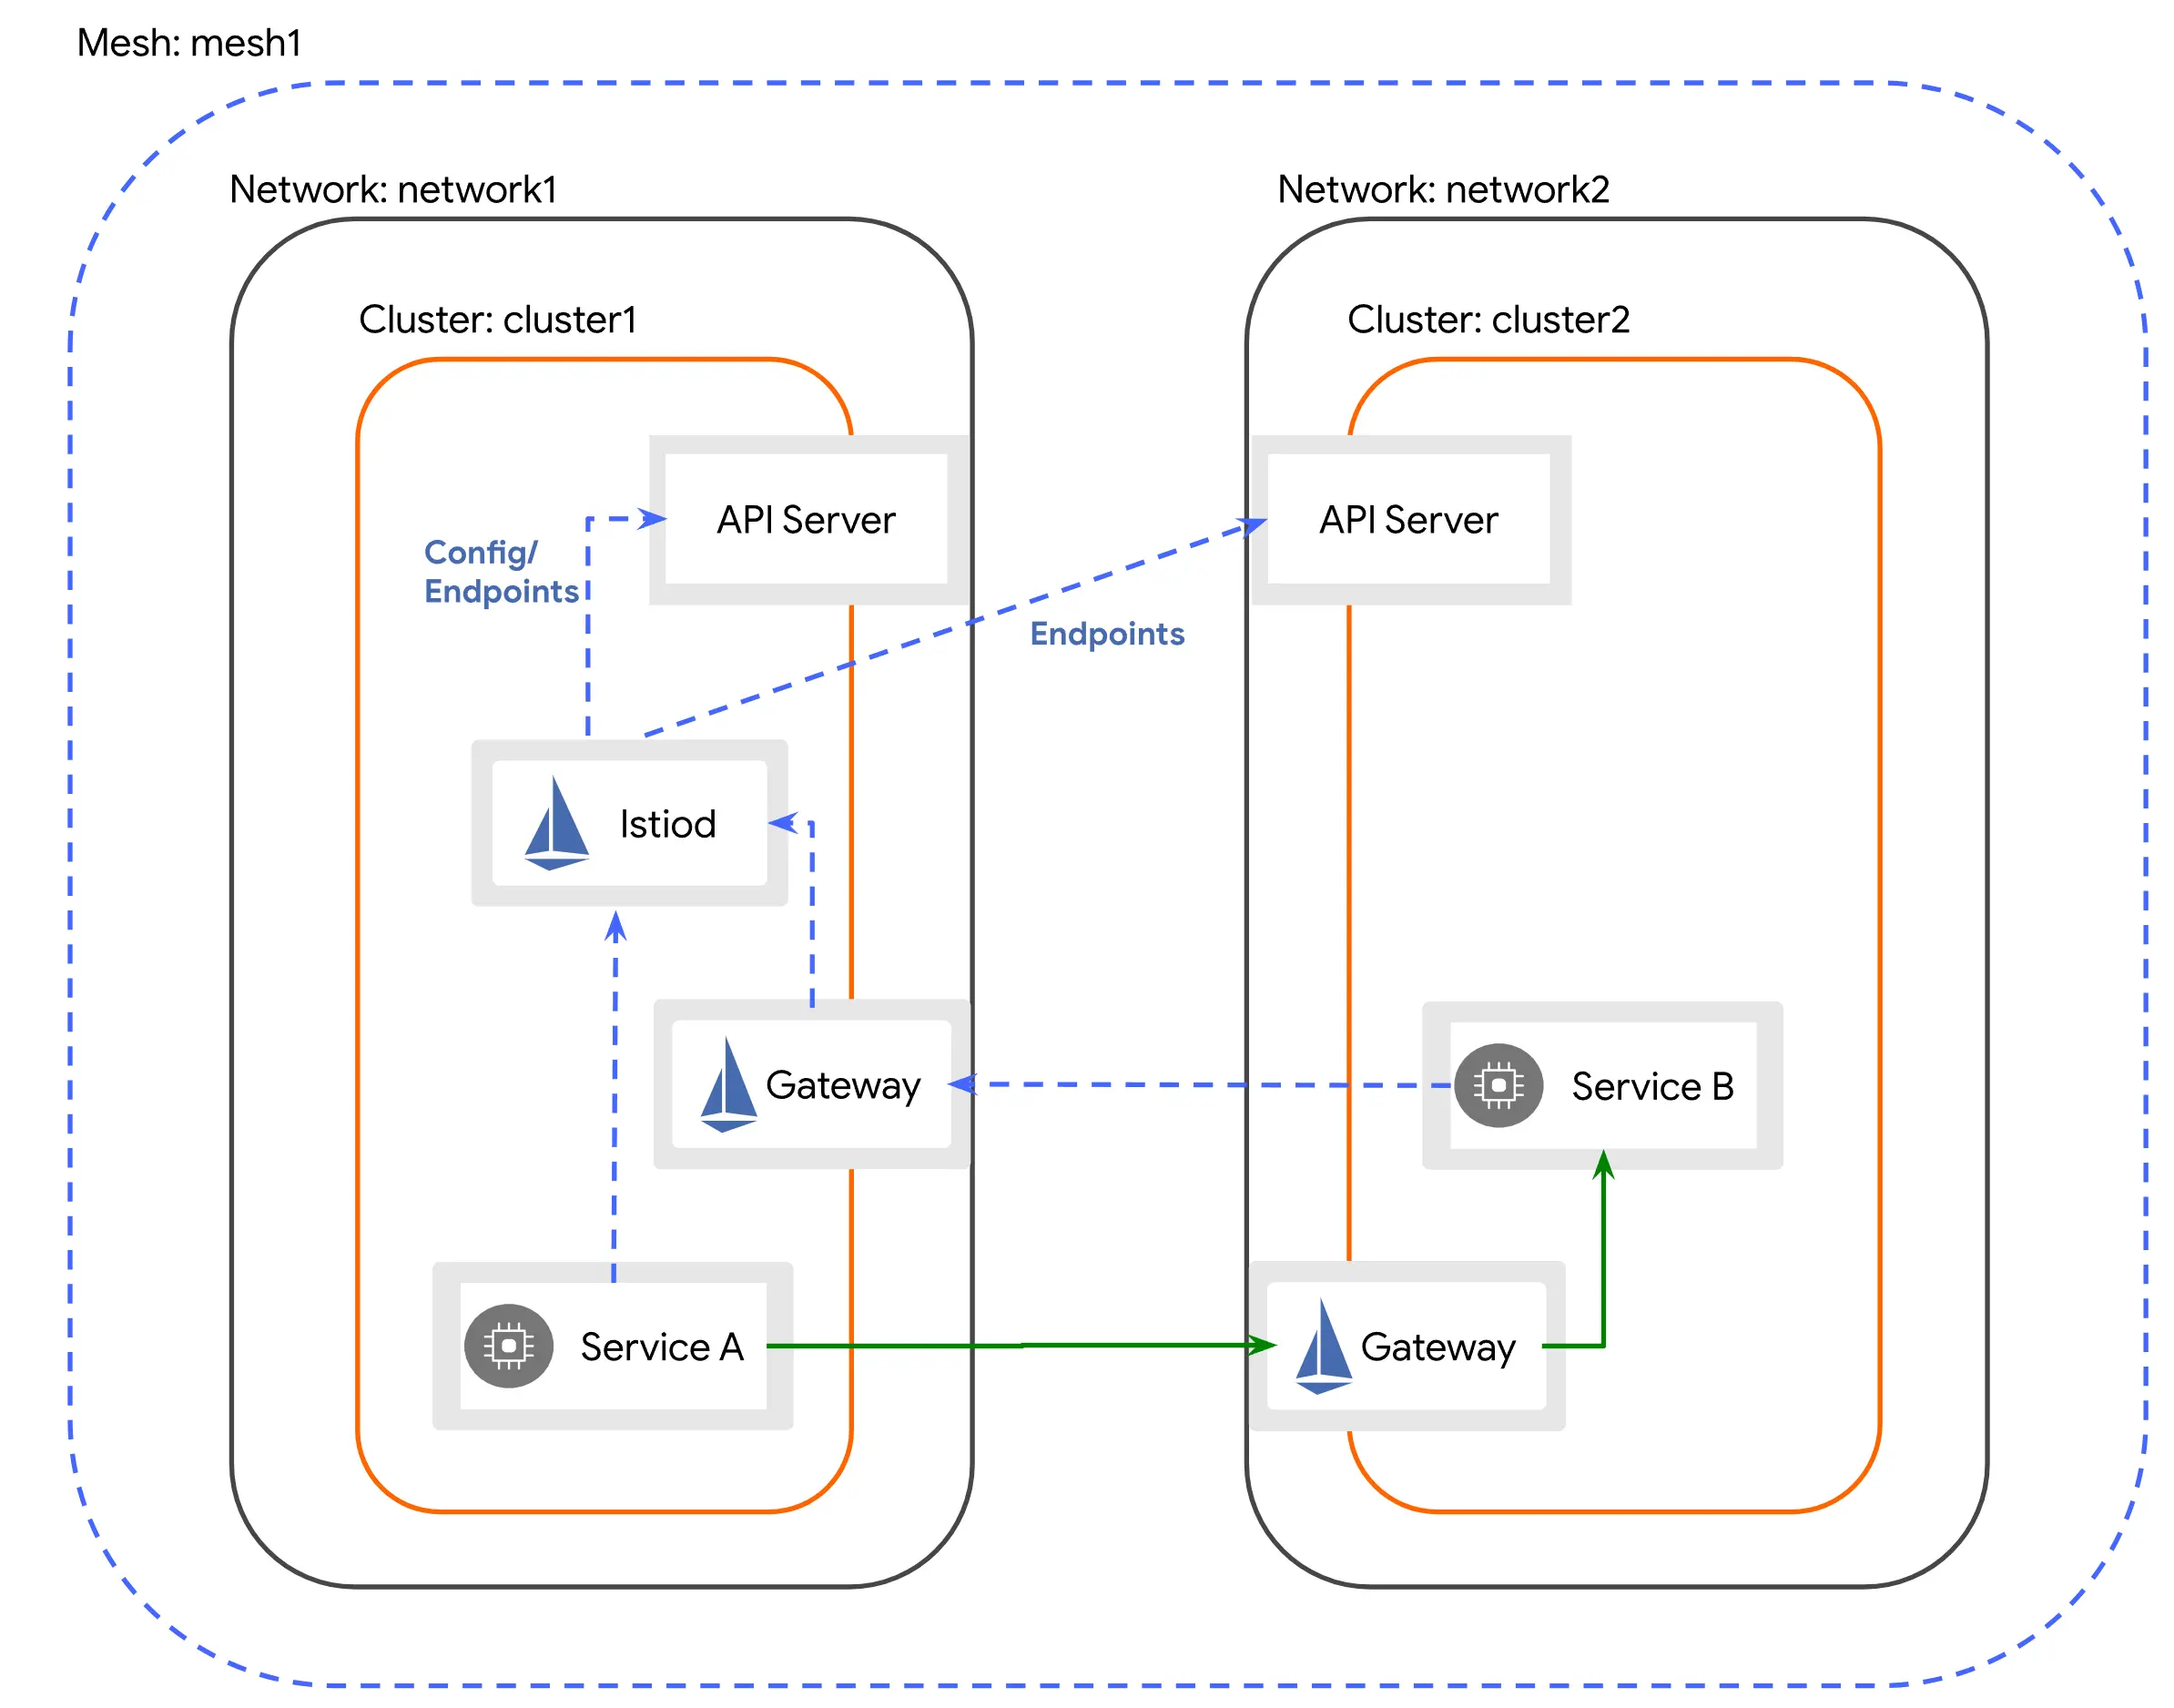 Mesh: mesh1
Network: network1
Network: network2
Cluster: cluster1
Cluster: cluster2
API Server
API Server
Config/
Endpoints
Endpoints
Istiod
Gateway
Service B
Service A
Gateway